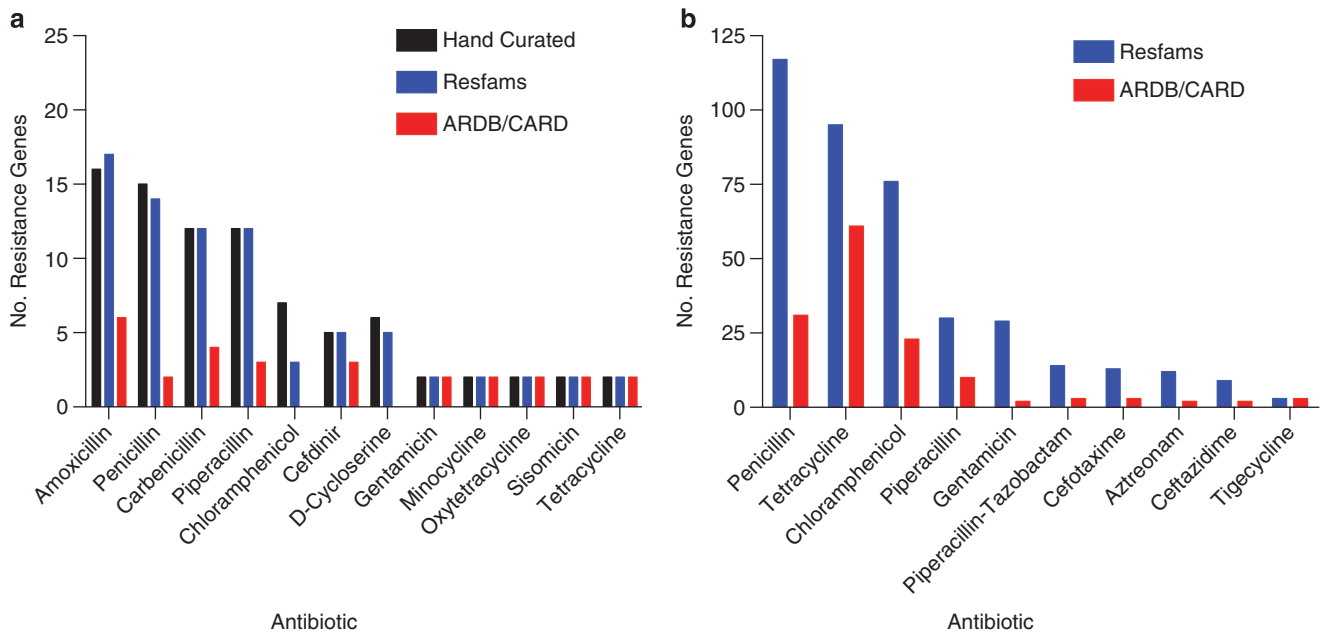 a
25
20
15
10
5
0
No. Resistance Genes
Hand Curated
Resfams
ARDB/CARD
Amoxicillin
Penicillin
Carbenicillin
Piperacillin
Chloramphenicol
Cefdinir
D-Cycloserine
Gentamicin
Minocycline
Oxytetracycline
Sisomicin
Tetracycline
Antibiotic
b
125
100
75
50
25
0
No. Resistance Genes
Resfams
ARDB/CARD
Penicillin
Tetracycline
Chloramphenicol
Piperacillin
Gentamicin
Piperacillin-Tazobactam
Cefotaxime
Aztreonam
Ceftazidime
Tigecycline
Antibiotic